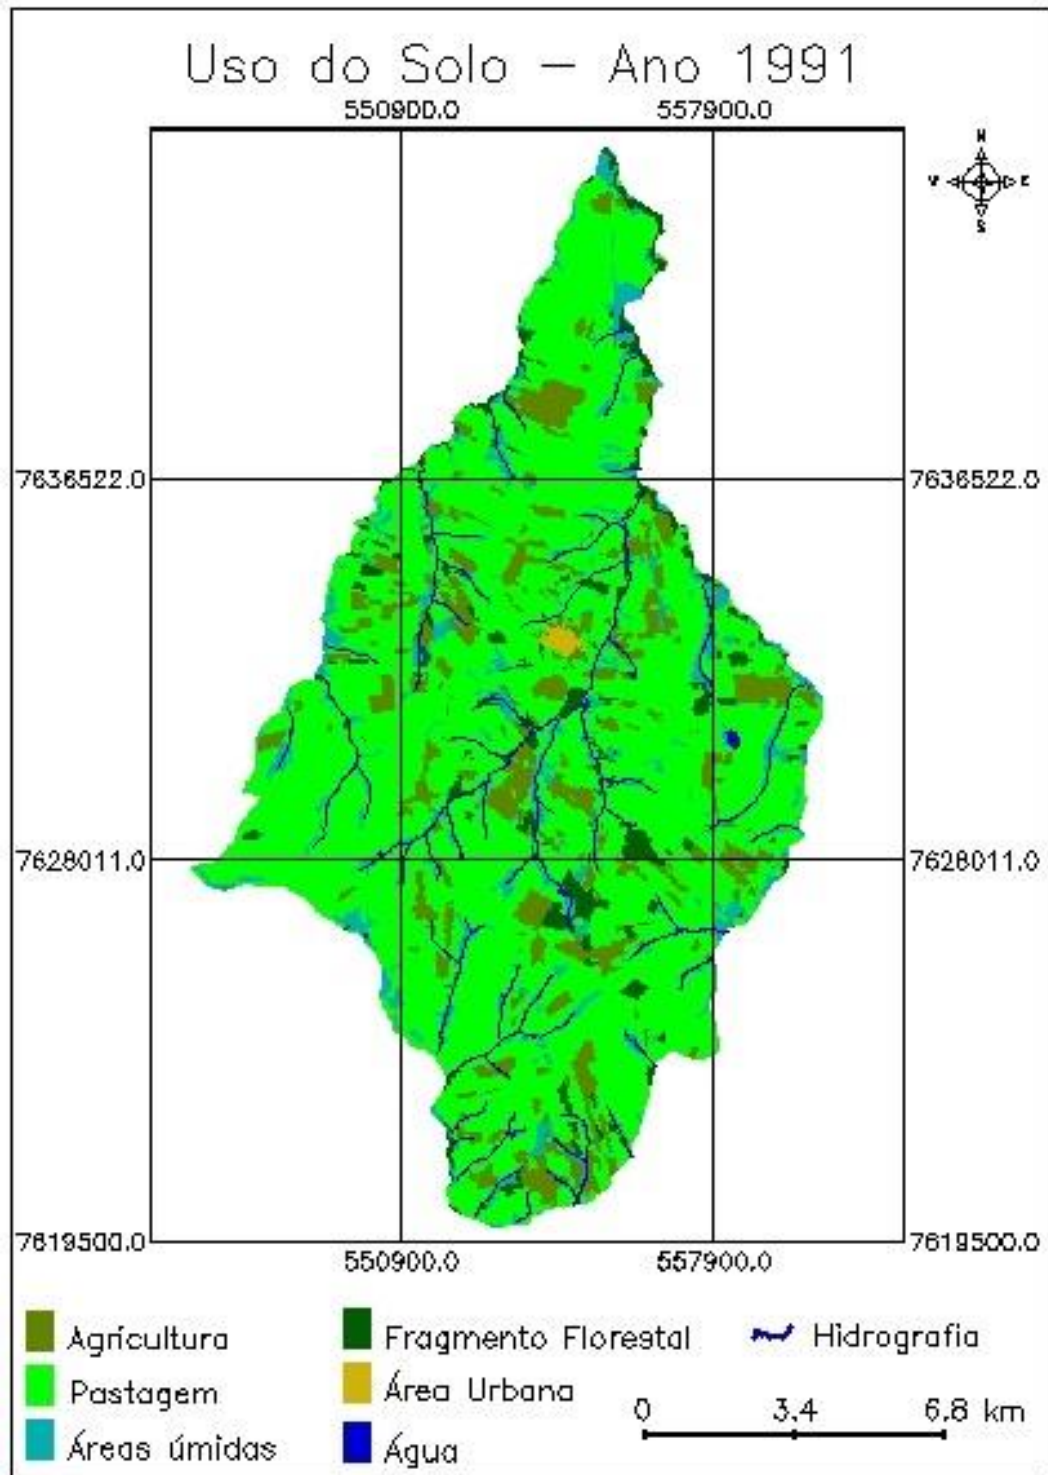 Uso do Solo – Ano 1991
550900.0 557900.0
N
V E
S
7636522.0 7636522.0
7628011.0 7628011.0
7619500.0 7619500.0
550900.0 557900.0
Agricultura Fragmento Florestal Hidrografia
Pastagem Área Urbana
0 3.4 6.8 km
Áreas úmidas Água